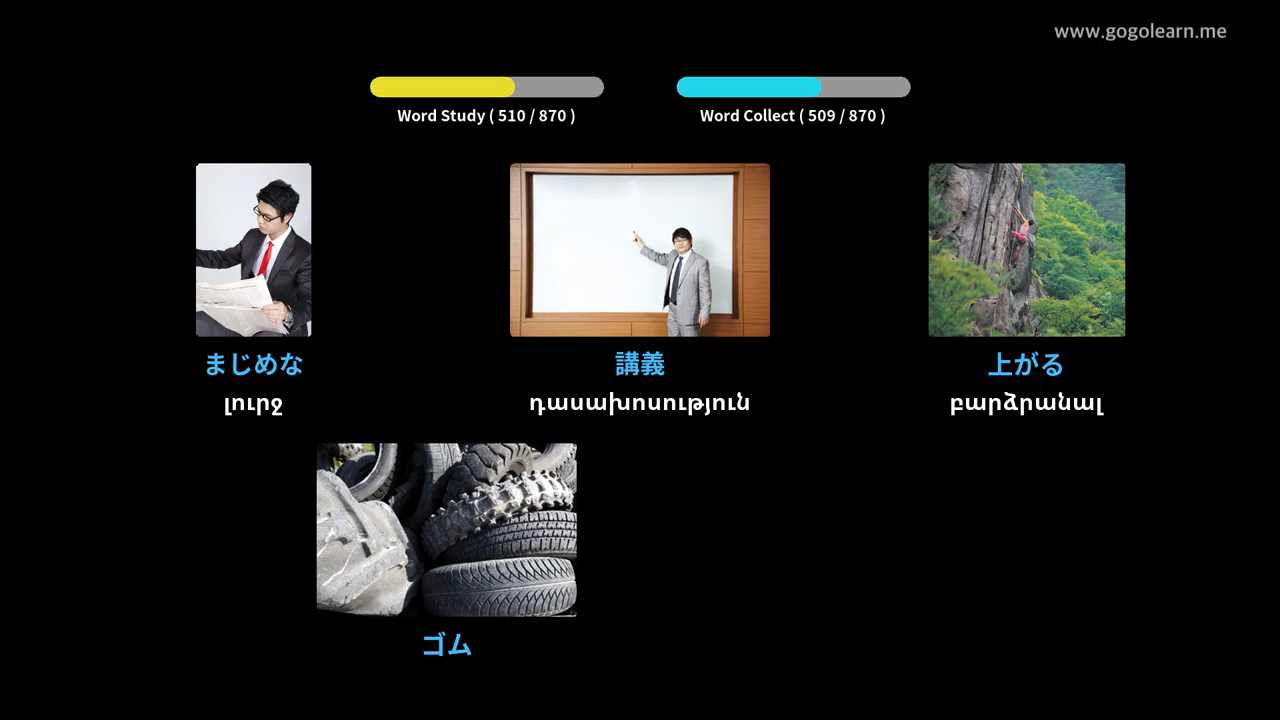 www.gogolearn.me
Word Study ( 510 / 870 )
Word Collect ( 509 / 870 )
まじめな
լուրջ
講義
դասախոսություն
上がる
բարձրանալ
ゴム